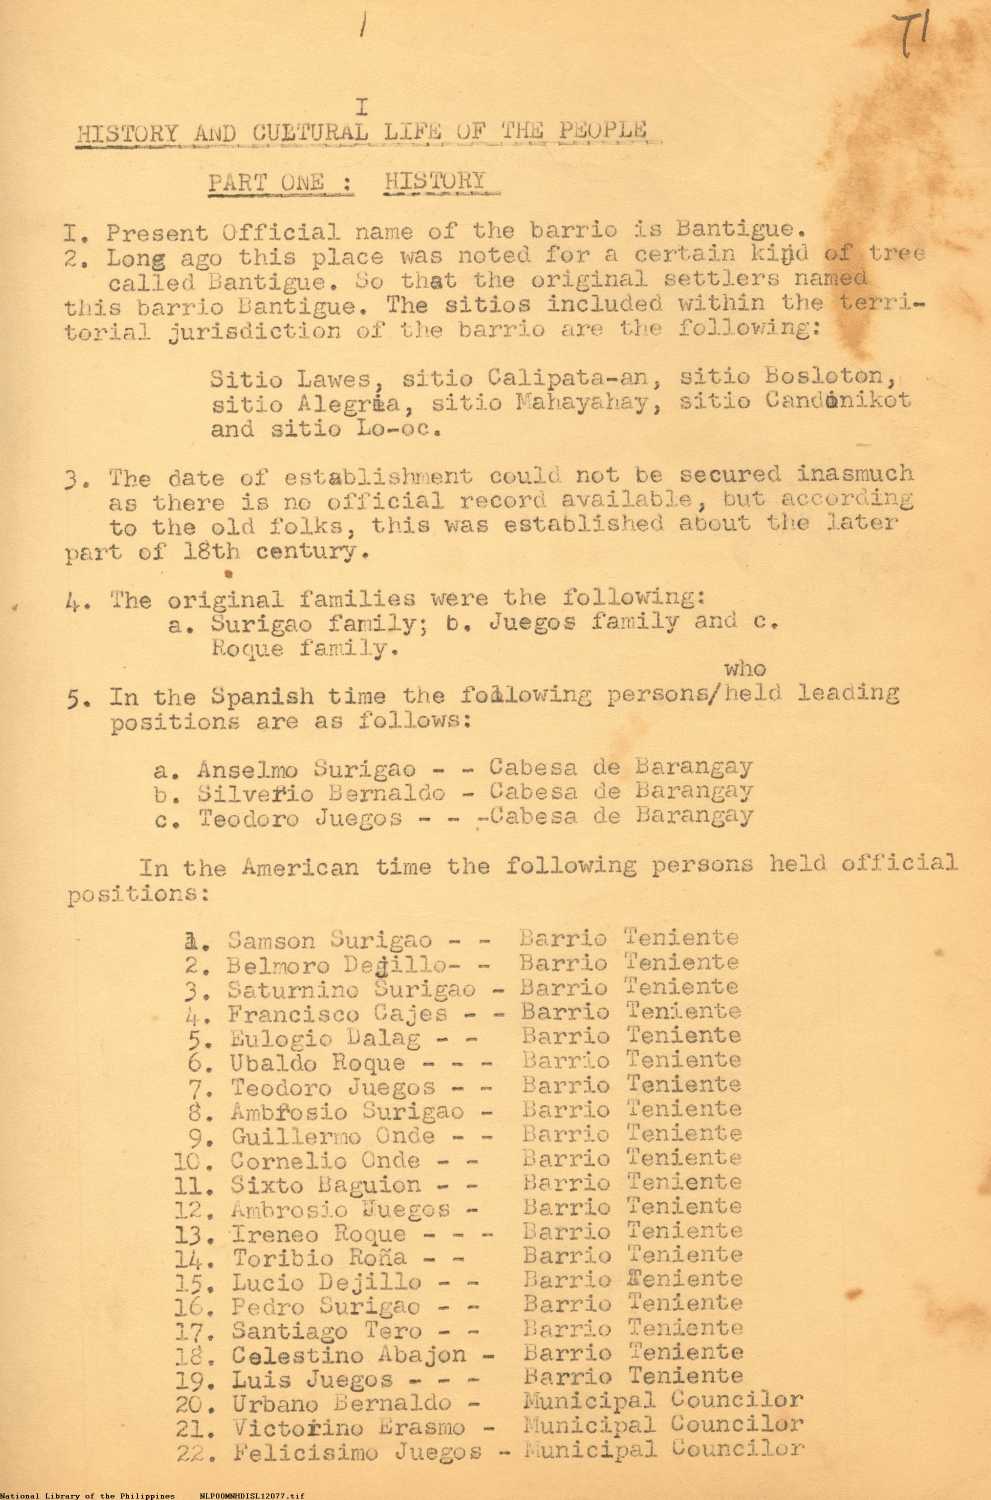 T1
I
HISTORY AND CULTURAL LIFE OF THE PEOPLE
PART ONE : HISTORY
I. Present Official name of the barrio is Bantigue.
2. Long ago this place was noted for a certain kind of tree
called Bantigue. So that the original settlers named
this barrio Bantigue. The sitios included within the terri-
torial jurisdiction of the barrio are the following:
Sitio Lawes, sitio Calipata-an, sitio Bosloton,
sitio Alegria, sitio Mahayahay, sitio Candanikot
and sitio Lo-oc.
3. The date of establishment could not be secured inasmuch
as there is no official record available, but according
to the old folks, this was established about the later
part of 18th century.
4. The original families were the following:
a. Surigao family; b. Juegos family and c.
Roque family.
who
5. In the Spanish time the following persons/held leading
positions are as follows:
a. Anselmo Surigao - - Cabesa de Barangay
b. Silverio Bernaldo - Cabesa de Barangay
c. Teodoro Juegos - - -Cabesa de Barangay
In the American time the following persons held official
positions:
1. Samson Surigao - - Barrio Teniente
2. Belmoro Dejillo- - Barrio Teniente
3. Saturnino Surigao - Barrio Teniente
4. Francisco Cajes - - Barrio Teniente
5. Eulogio Dalag - - Barrio Teniente
6. Ubaldo Roque - - - Barrio Teniente
7. Teodoro Juegos - - Barrio Teniente
8. Ambrosio Surigao - Barrio Teniente
9. Guillermo Onde - - Barrio Teniente
10. Cornelio Onde - - Barrio Teniente
11. Sixto Baguion - - Barrio Teniente
12. Ambrosio Juegos - Barrio Teniente
13. Ireneo Roque - - - Barrio Teniente
14. Toribio Roña - - Barrio Teniente
15. Lucio Dejillo - - Barrio Teniente
16. Pedro Surigao - - Barrio Teniente
17. Santiago Tero - - Barrio Teniente
18. Celestino Abajon - Barrio Teniente
19. Luis Juegos - - - Barrio Teniente
20. Urbano Bernaldo - Municipal Councilor
21. Victorino Erasmo - Municipal Councilor
22. Felicisimo Juegos - Municipal Councilor
National Library of the Philippines NLPOOMNHDISL12077.tif